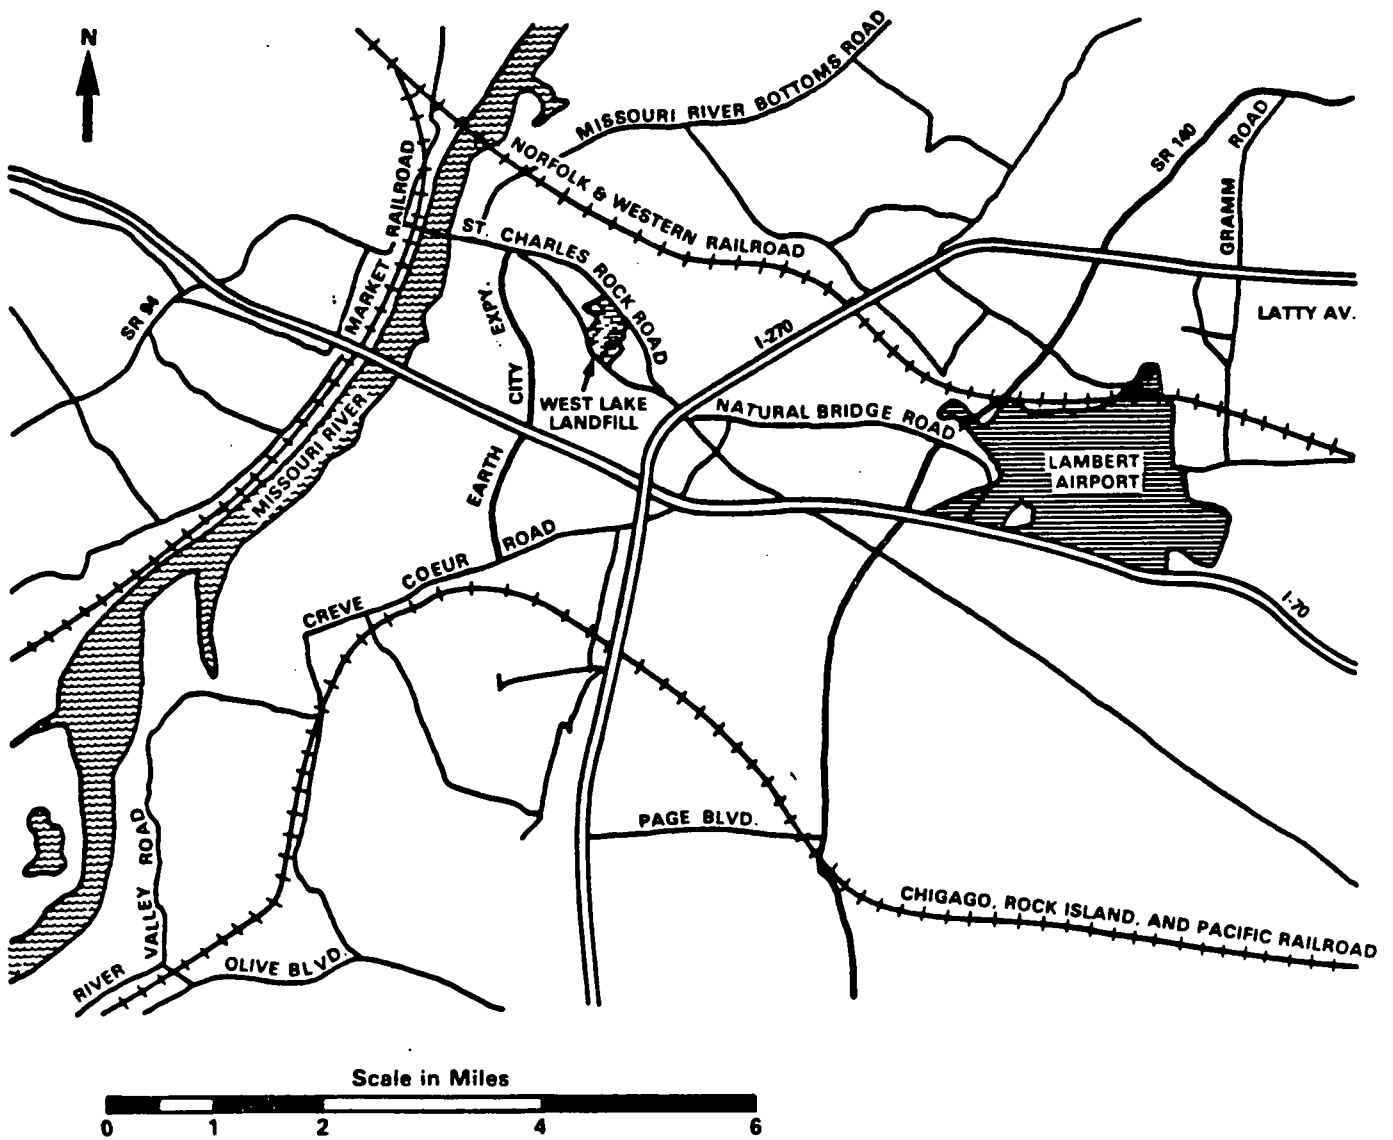 N
MISSOURI RIVER BOTTOMS ROAD
NORFOLK & WESTERN RAILROAD
SR 140
GRAMM ROAD
MARKET RAILROAD
ST. CHARLES ROCK ROAD
SR 94
EARTH CITY EXPY.
I-270
LATTY AV.
WEST LAKE
LANDFILL
NATURAL BRIDGE ROAD
MISSOURI RIVER
LAMBERT
AIRPORT
CREVE COEUR ROAD
I-70
PAGE BLVD.
RIVER VALLEY ROAD
CHIGAGO, ROCK ISLAND, AND PACIFIC RAILROAD
OLIVE BLVD.
Scale in Miles
0 1 2 4 6